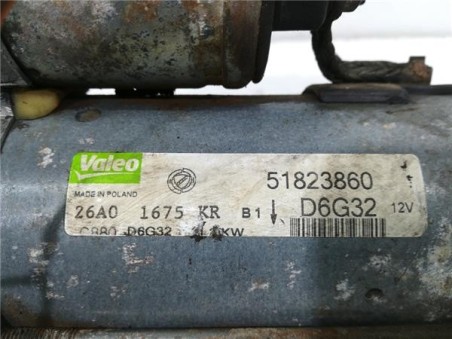 Valeo
MADE IN POLAND
51823860
26A0 1675 KR B1 D6G32 12V
D6G32 KW